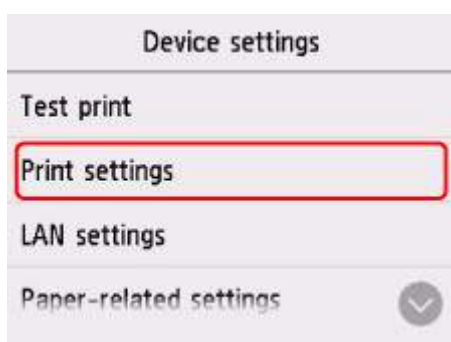 Device settings
Test print
Print settings
LAN settings
Paper-related settings